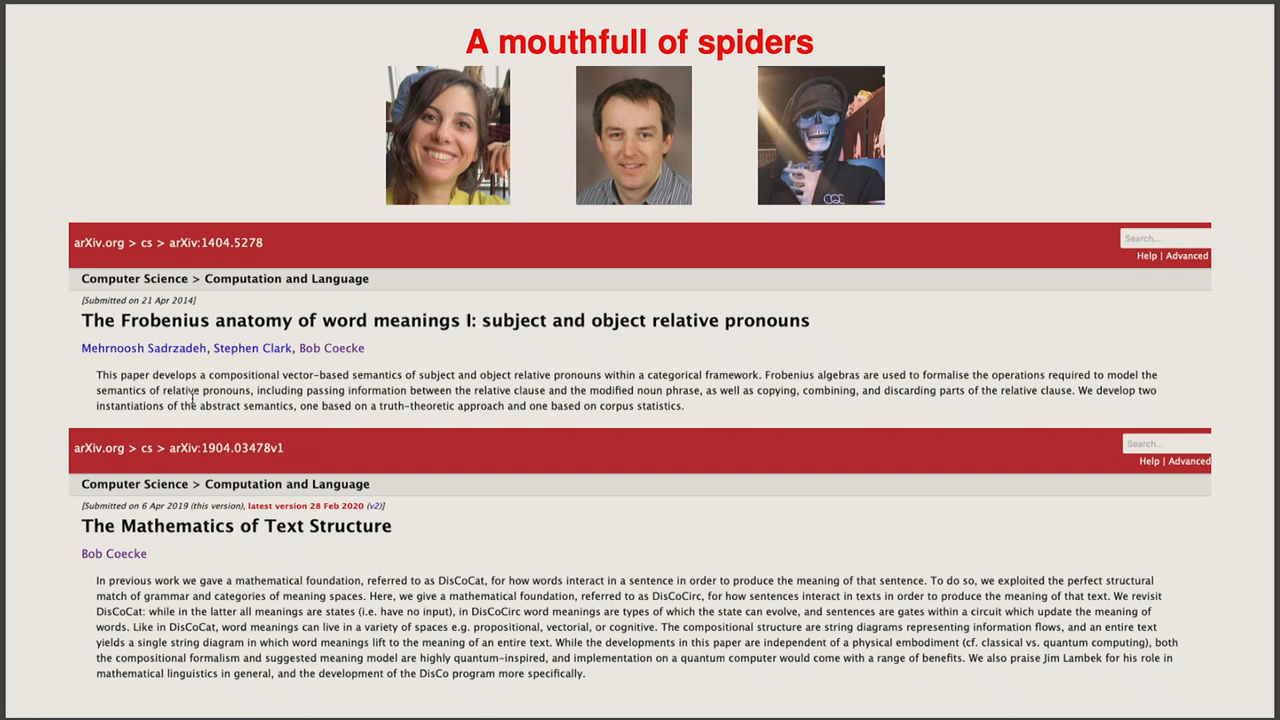 A mouthfull of spiders
CQC
arXiv.org > cs > arXiv:1404.5278
Search...
Help | Advanced
Computer Science > Computation and Language
[Submitted on 21 Apr 2014]
The Frobenius anatomy of word meanings I: subject and object relative pronouns
Mehrnoosh Sadrzadeh, Stephen Clark, Bob Coecke
This paper develops a compositional vector-based semantics of subject and object relative pronouns within a categorical framework. Frobenius algebras are used to formalise the operations required to model the
semantics of relative pronouns, including passing information between the relative clause and the modified noun phrase, as well as copying, combining, and discarding parts of the relative clause. We develop two
instantiations of the abstract semantics, one based on a truth-theoretic approach and one based on corpus statistics.
arXiv.org > cs > arXiv:1904.03478v1
Search...
Help | Advanced
Computer Science > Computation and Language
[Submitted on 6 Apr 2019 (this version), latest version 28 Feb 2020 (v2)]
The Mathematics of Text Structure
Bob Coecke
In previous work we gave a mathematical foundation, referred to as DisCoCat, for how words interact in a sentence in order to produce the meaning of that sentence. To do so, we exploited the perfect structural
match of grammar and categories of meaning spaces. Here, we give a mathematical foundation, referred to as DisCoCirc, for how sentences interact in texts in order to produce the meaning of that text. We revisit
DisCoCat: while in the latter all meanings are states (i.e. have no input), in DisCoCirc word meanings are types of which the state can evolve, and sentences are gates within a circuit which update the meaning of
words. Like in DisCoCat, word meanings can live in a variety of spaces e.g. propositional, vectorial, or cognitive. The compositional structure are string diagrams representing information flows, and an entire text
yields a single string diagram in which word meanings lift to the meaning of an entire text. While the developments in this paper are independent of a physical embodiment (cf. classical vs. quantum computing), both
the compositional formalism and suggested meaning model are highly quantum-inspired, and implementation on a quantum computer would come with a range of benefits. We also praise Jim Lambek for his role in
mathematical linguistics in general, and the development of the DisCo program more specifically.